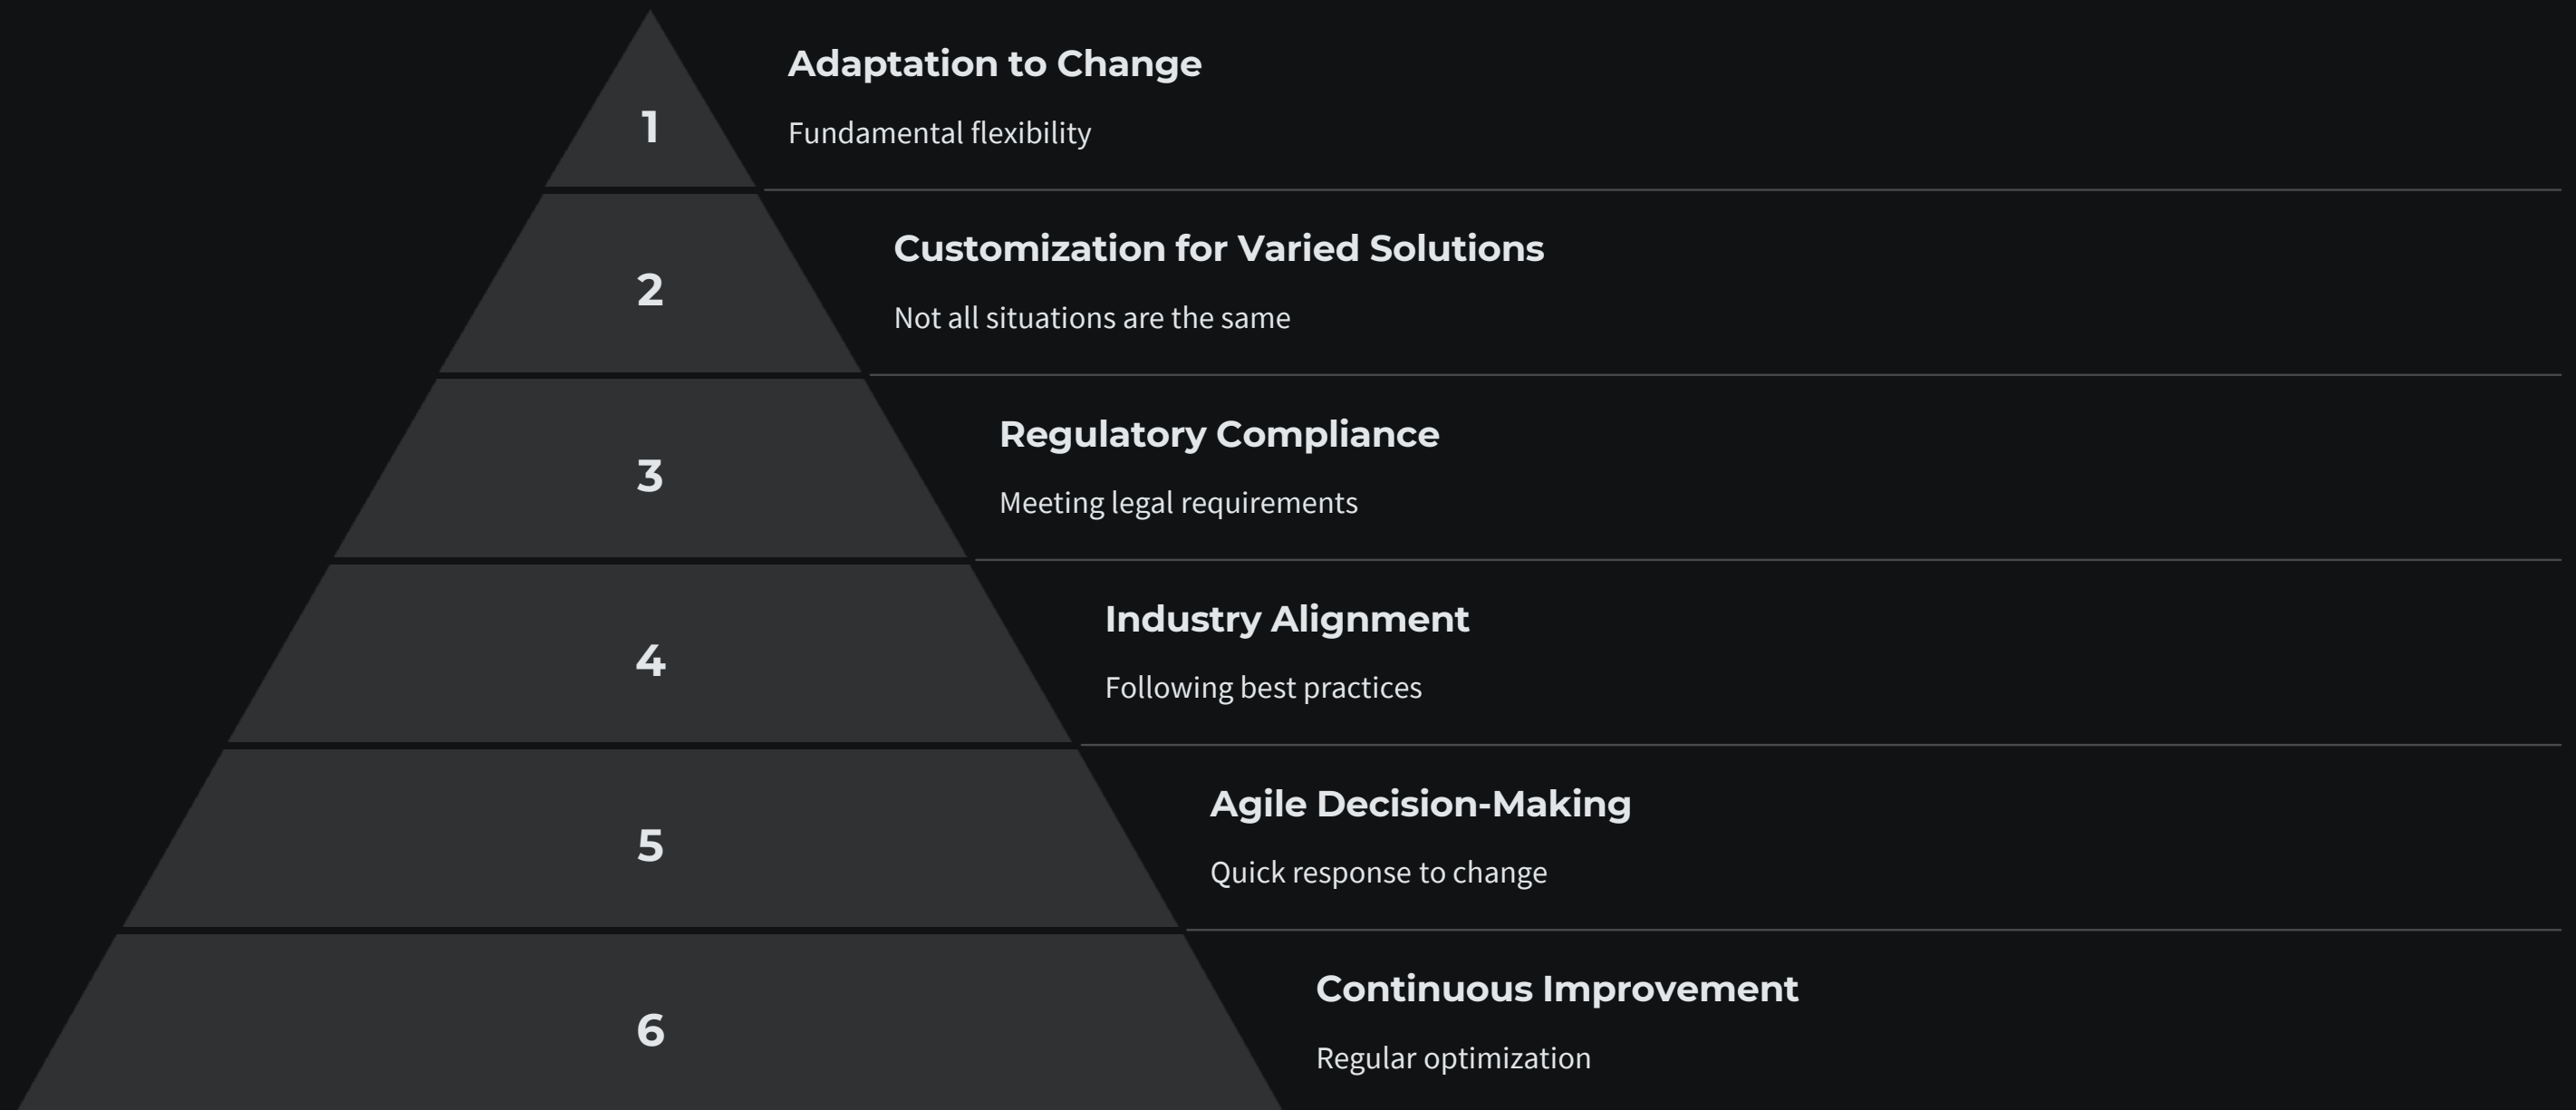 1
Adaptation to Change
Fundamental flexibility
2
Customization for Varied Solutions
Not all situations are the same
3
Regulatory Compliance
Meeting legal requirements
4
Industry Alignment
Following best practices
5
Agile Decision-Making
Quick response to change
6
Continuous Improvement
Regular optimization